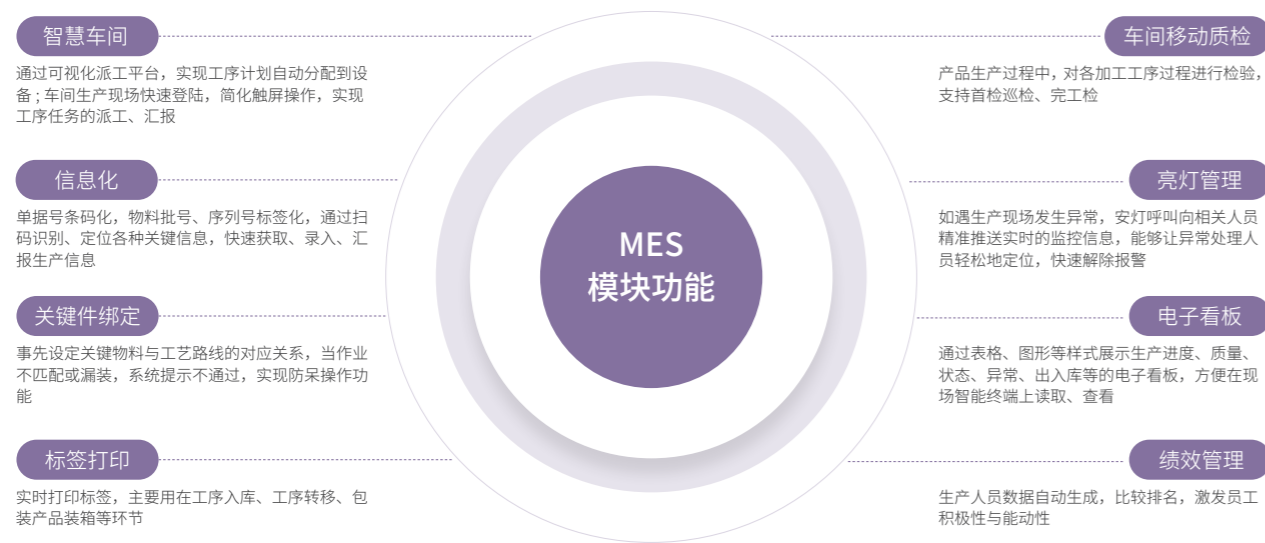 智慧车间
通过可视化派工平台，实现工序计划自动分配到设
备；车间生产现场快速登陆，简化触屏操作，实现
工序任务的派工、汇报
信息化
单据号条码化，物料批号、序列号标签化，通过扫
码识别、定位各种关键信息，快速获取、录入、汇
报生产信息
关键件绑定
事先设定关键物料与工艺路线的对应关系，当作业
不匹配或漏装，系统提示不通过，实现防呆操作功
能
标签打印
实时打印标签，主要用在工序入库、工序转移、包
装产品装箱等环节
MES
模块功能
车间移动质检
产品生产过程中，对各加工工序过程进行检验，
支持首检巡检、完工检
亮灯管理
如遇生产现场发生异常，安灯呼叫向相关人员
精准推送实时的监控信息，能够让异常处理人
员轻松地定位，快速解除报警
电子看板
通过表格、图形等样式展示生产进度、质量、
状态、异常、出入库等的电子看板，方便在现
场智能终端上读取、查看
绩效管理
生产人员数据自动生成，比较排名，激发员工
积极性与能动性